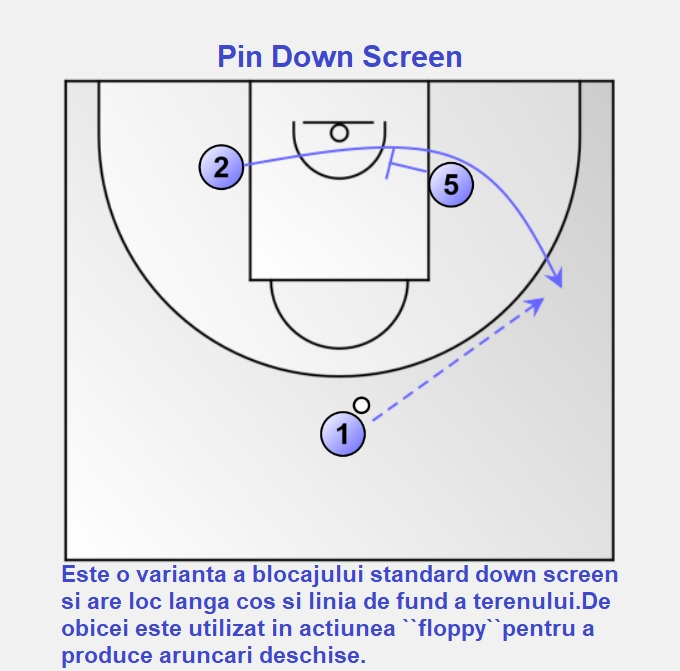 Pin Down Screen
2
5
1
Este o varianta a blocajului standard down screen
si are loc langa cos si linia de fund a terenului.De
obicei este utilizat in actiunea ``floppy``pentru a
produce aruncari deschise.